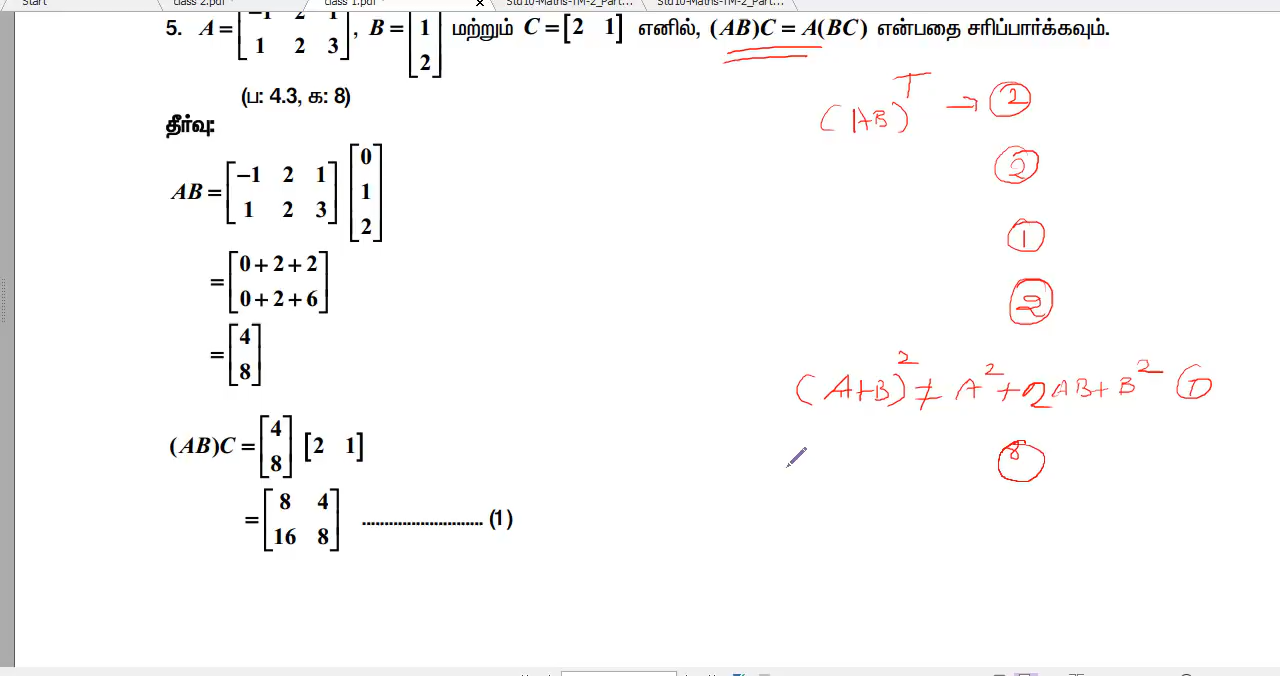 Start class 2.pdf class 1.pdf × Std10-Maths-TM-2_Part... Std10-Maths-TM-2_Part...
5. A = [−1 2 1; 1 2 3], B = [1 2] மற்றும் C = [2 1] எனில், (AB)C = A(BC) என்பதை சரிபார்க்கவும்.
(ப: 4.3, க: 8)
தீர்வு:
AB = [−1 2 1; 1 2 3] [0; 1; 2]
= [0+2+2; 0+2+6]
= [4; 8]
(AB)C = [4; 8] [2 1]
= [8 4; 16 8] .......................... (1)
(AB)^T → 2
2
1
2
(A+B)^2 ≠ A^2 + 2AB + B^2 1
8